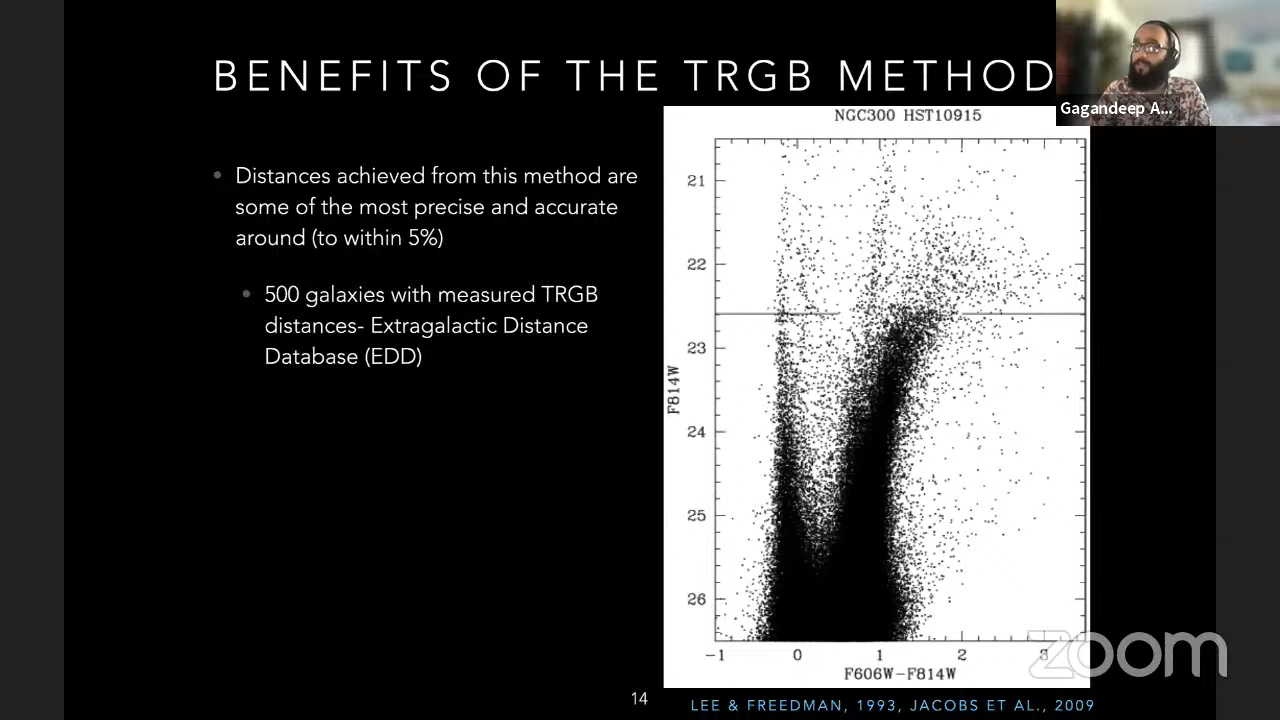 BENEFITS OF THE TRGB METHOD
Gagandeep A...
• Distances achieved from this method are
some of the most precise and accurate
around (to within 5%)
• 500 galaxies with measured TRGB
distances- Extragalactic Distance
Database (EDD)
NGC300 HST10915
21
22
23
24
25
26
F814W
−1 0 1 2 3
F606W−F814W
zoom
14
LEE & FREEDMAN, 1993, JACOBS ET AL., 2009